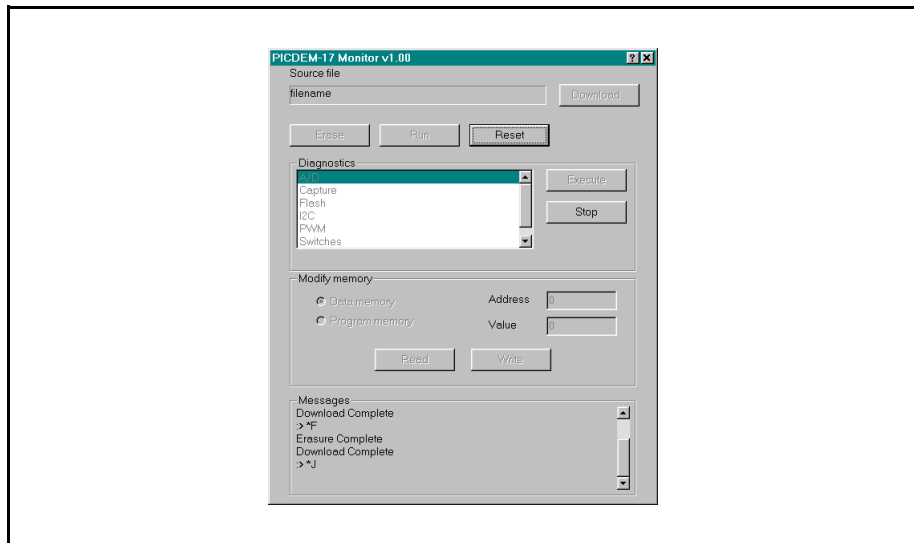 PICDEM-17 Monitor v1.00
Source file
filename
Download...
Erase
Run
Reset
Diagnostics
A/D
Capture
Flash
I2C
PWM
Switches
Execute
Stop
Modify memory
Data memory
Program memory
Address
0
Value
0
Read
Write
Messages
Download Complete
:> *F
Erasure Complete
Download Complete
:> *J